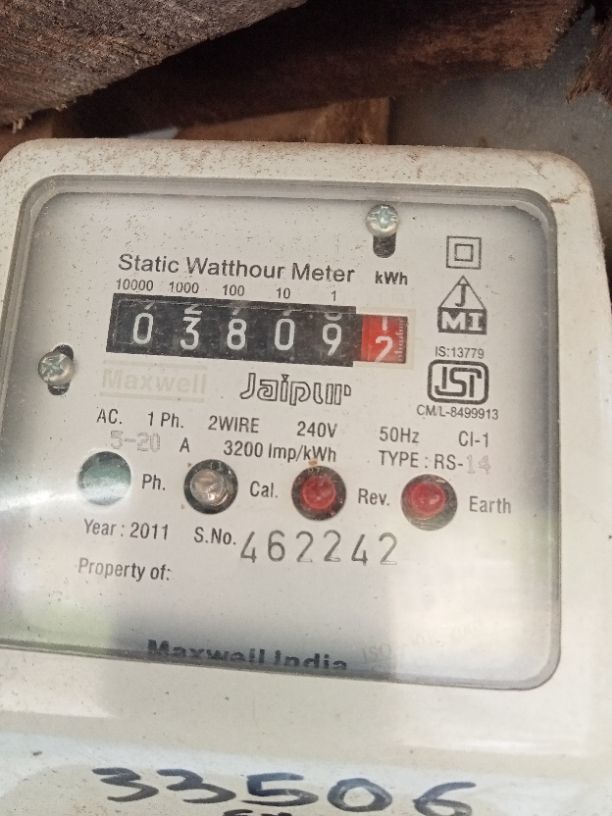 Static Watthour Meter kWh
10000 1000 100 10 1
0 3 8 0 9 2
JMI
IS:13779
ISI
CM/L-8499913
Maxwell Jaipur
AC. 1 Ph. 2WIRE 240V 50Hz Cl-1
5-20 A 3200 Imp/kWh TYPE : RS-14
Ph. Cal. Rev. Earth
Year : 2011 S.No. 462242
Property of:
Maxwell India
33506